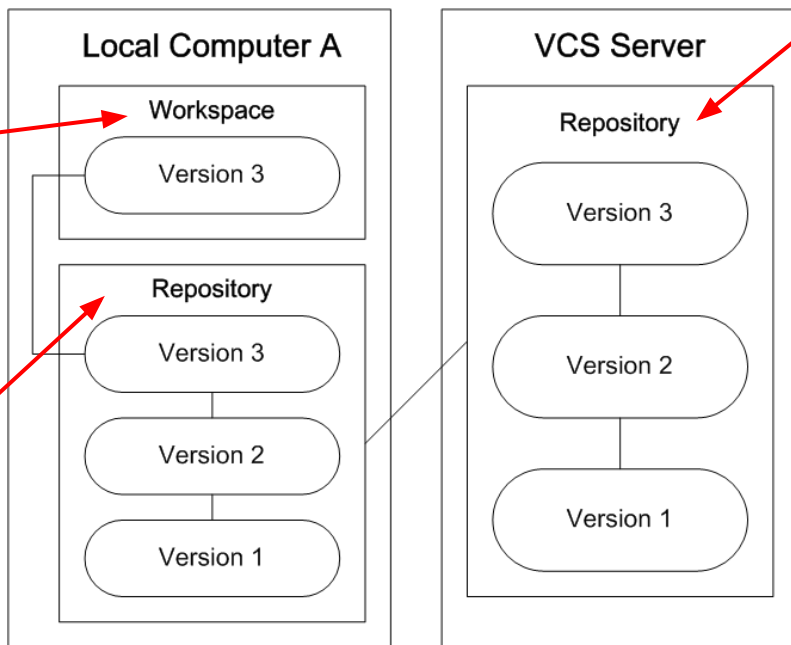 Local Computer A
Workspace
Version 3
Repository
Version 3
Version 2
Version 1
VCS Server
Repository
Version 3
Version 2
Version 1